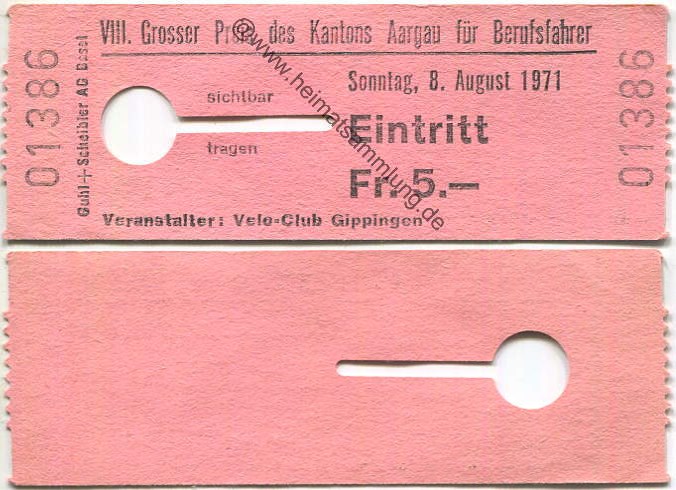 VIII. Grosser Preis des Kantons Aargau für Berufsfahrer
Sonntag, 8. August 1971
sichtbar
tragen
Eintritt
Fr. 5.—
Veranstalter: Velo-Club Gippingen
01386
Guhl + Scheibler AG Basel
01386
@www.heimatsammlung.de